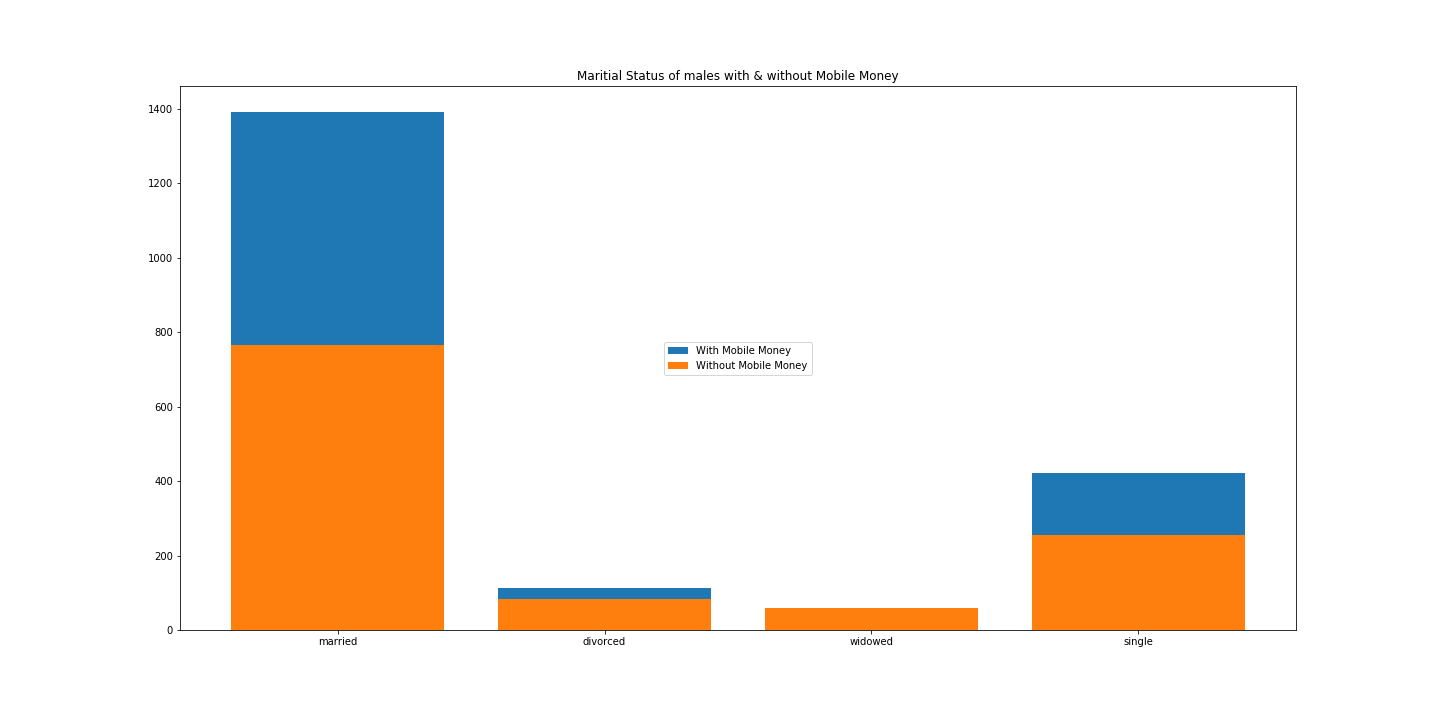 Maritial Status of males with & without Mobile Money
1400
1200
1000
800
600
400
200
0
With Mobile Money
Without Mobile Money
married
divorced
widowed
single